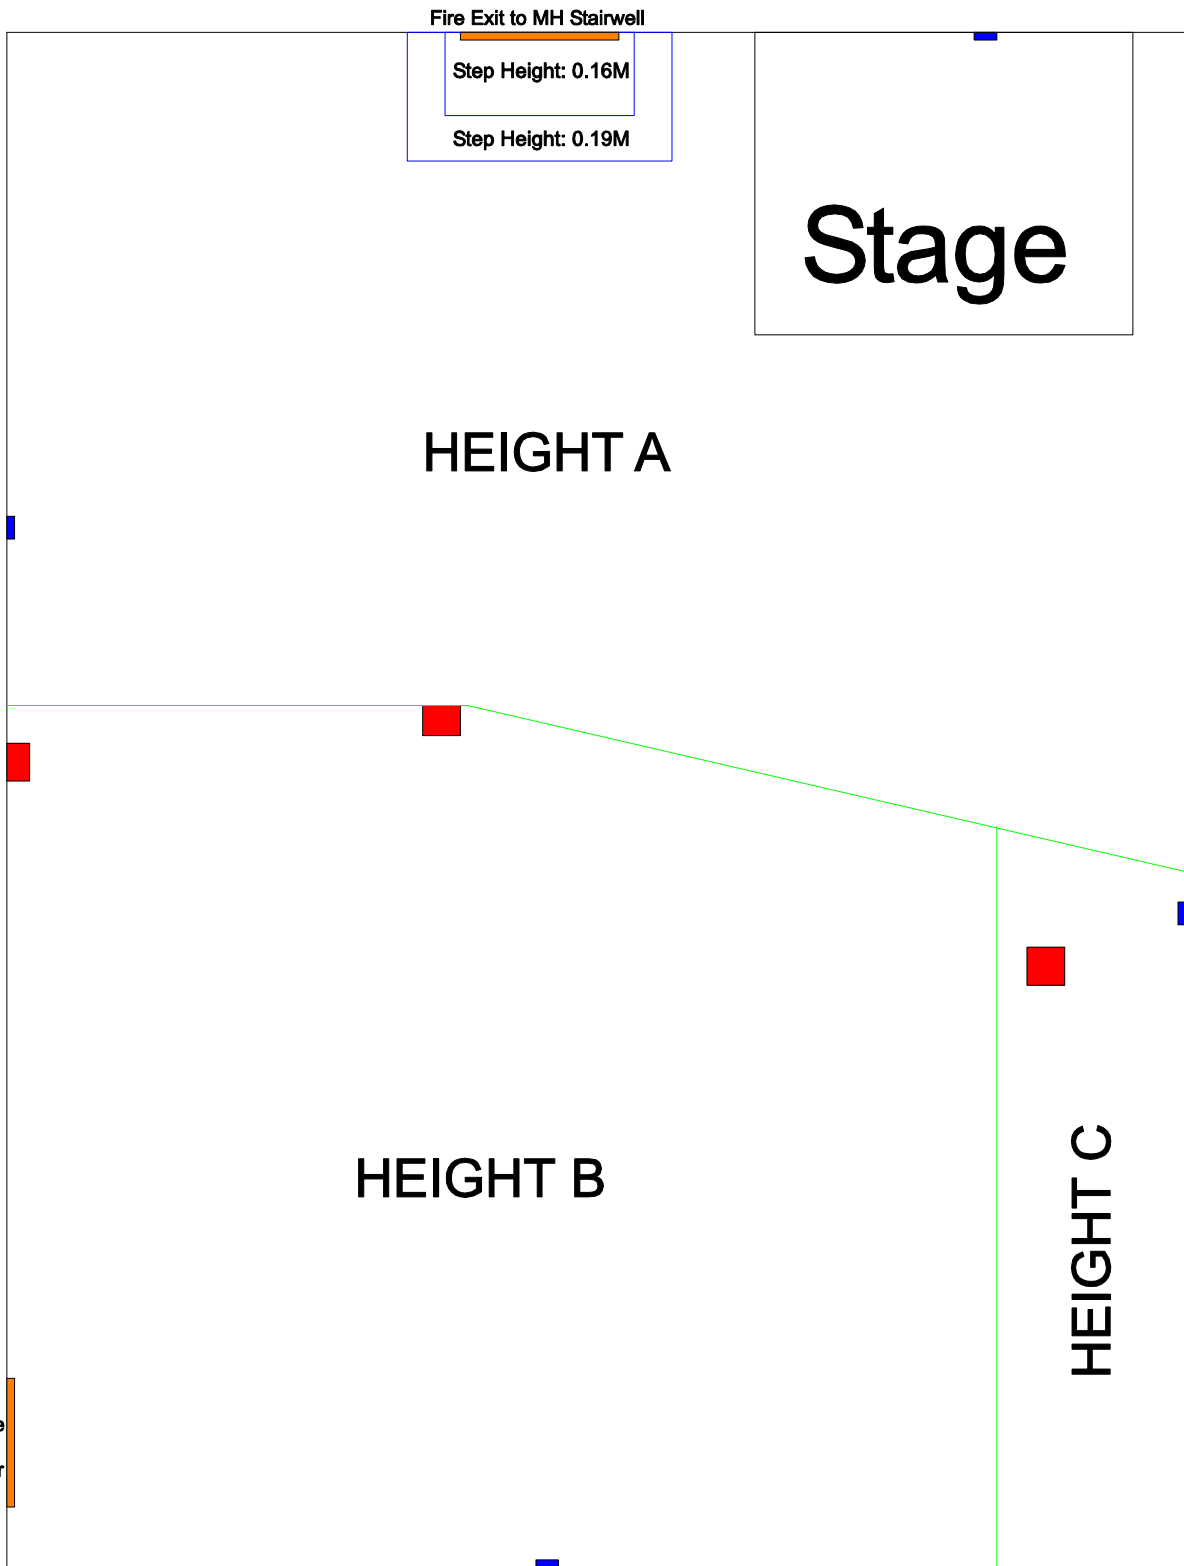 Fire Exit to MH Stairwell
Step Height: 0.16M
Step Height: 0.19M
Stage
HEIGHT A
HEIGHT B
HEIGHT C